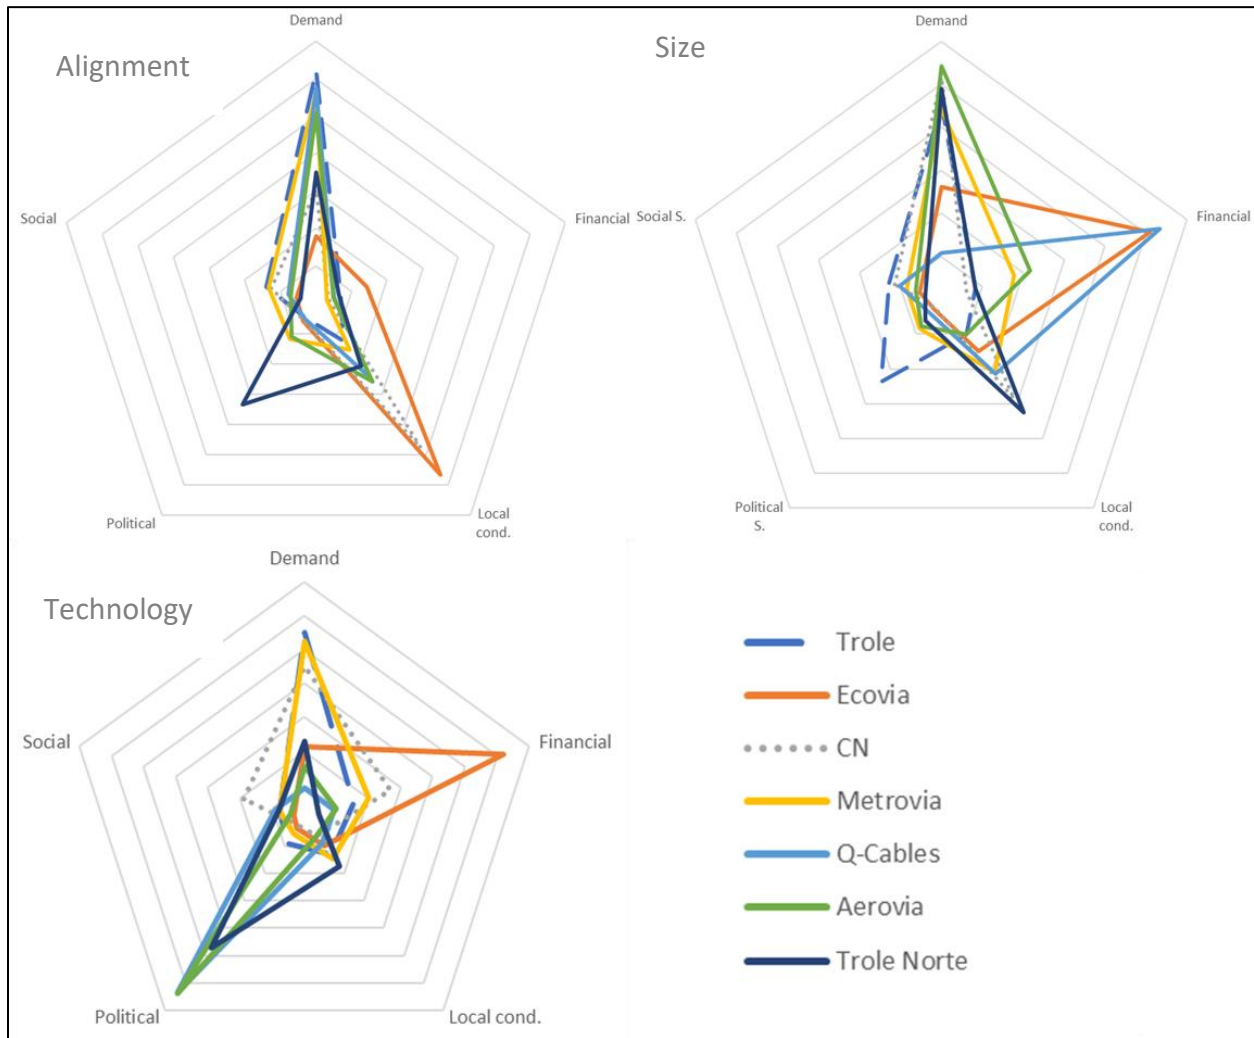 Alignment
Demand
Social
Financial
Political
Local
cond.
Size
Demand
Social S.
Financial
Political
S.
Local
cond.
Technology
Demand
Social
Financial
Political
Local cond.
Trole
Ecovia
CN
Metrovia
Q-Cables
Aerovia
Trole Norte